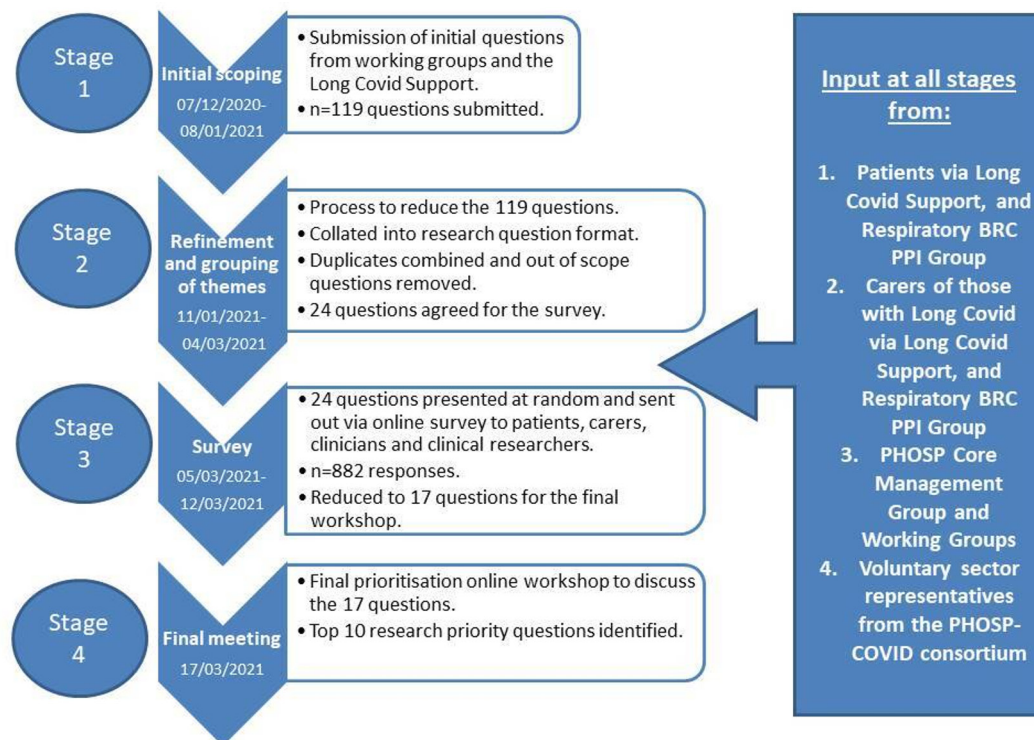 Stage
1
Initial scoping
07/12/2020-
08/01/2021
• Submission of initial questions
from working groups and the
Long Covid Support.
• n=119 questions submitted.
Stage
2
Refinement
and grouping
of themes
11/01/2021-
04/03/2021
• Process to reduce the 119 questions.
• Collated into research question format.
• Duplicates combined and out of scope
questions removed.
• 24 questions agreed for the survey.
Stage
3
Survey
05/03/2021-
12/03/2021
• 24 questions presented at random and sent
out via online survey to patients, carers,
clinicians and clinical researchers.
• n=882 responses.
• Reduced to 17 questions for the final
workshop.
Stage
4
Final meeting
17/03/2021
• Final prioritisation online workshop to discuss
the 17 questions.
• Top 10 research priority questions identified.
Input at all stages
from:
1. Patients via Long
Covid Support, and
Respiratory BRC
PPI Group
2. Carers of those
with Long Covid
via Long Covid
Support, and
Respiratory BRC
PPI Group
3. PHOSP Core
Management
Group and
Working Groups
4. Voluntary sector
representatives
from the PHOSP-
COVID consortium